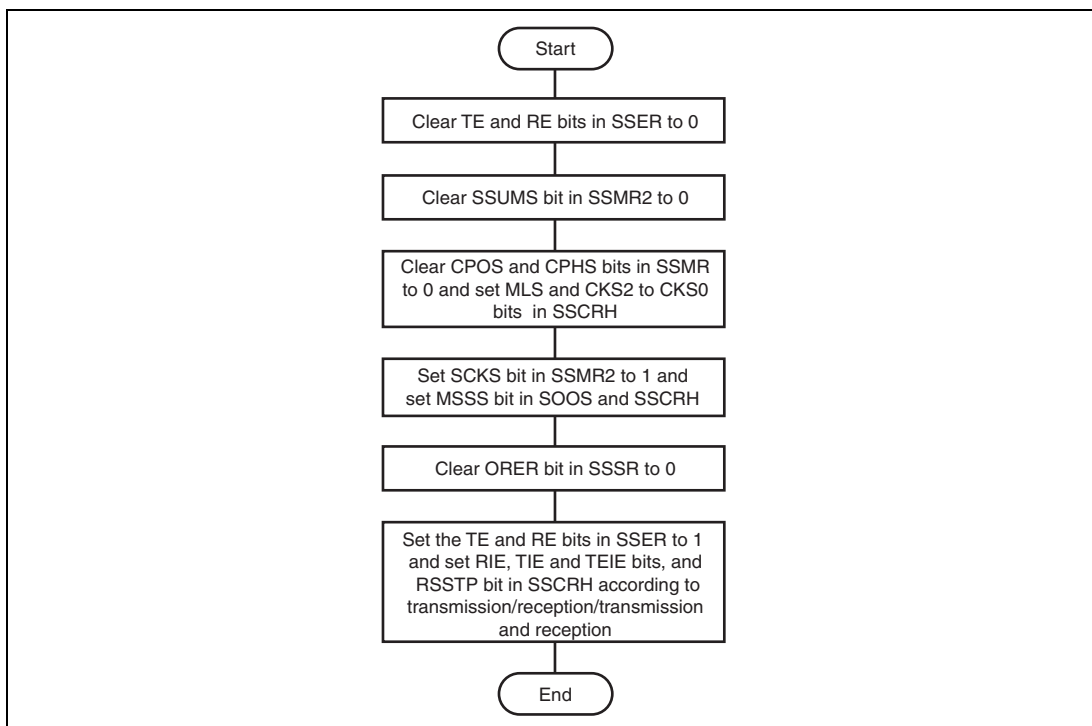 Start
Clear TE and RE bits in SSER to 0
Clear SSUMS bit in SSMR2 to 0
Clear CPOS and CPHS bits in SSMR
to 0 and set MLS and CKS2 to CKS0
bits in SSCRH
Set SCKS bit in SSMR2 to 1 and
set MSSS bit in SOOS and SSCRH
Clear ORER bit in SSSR to 0
Set the TE and RE bits in SSER to 1
and set RIE, TIE and TEIE bits, and
RSSTP bit in SSCRH according to
transmission/reception/transmission
and reception
End